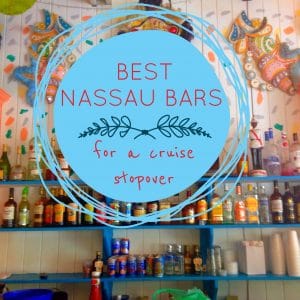 BEST
NASSAU BARS
for a cruise
stopover